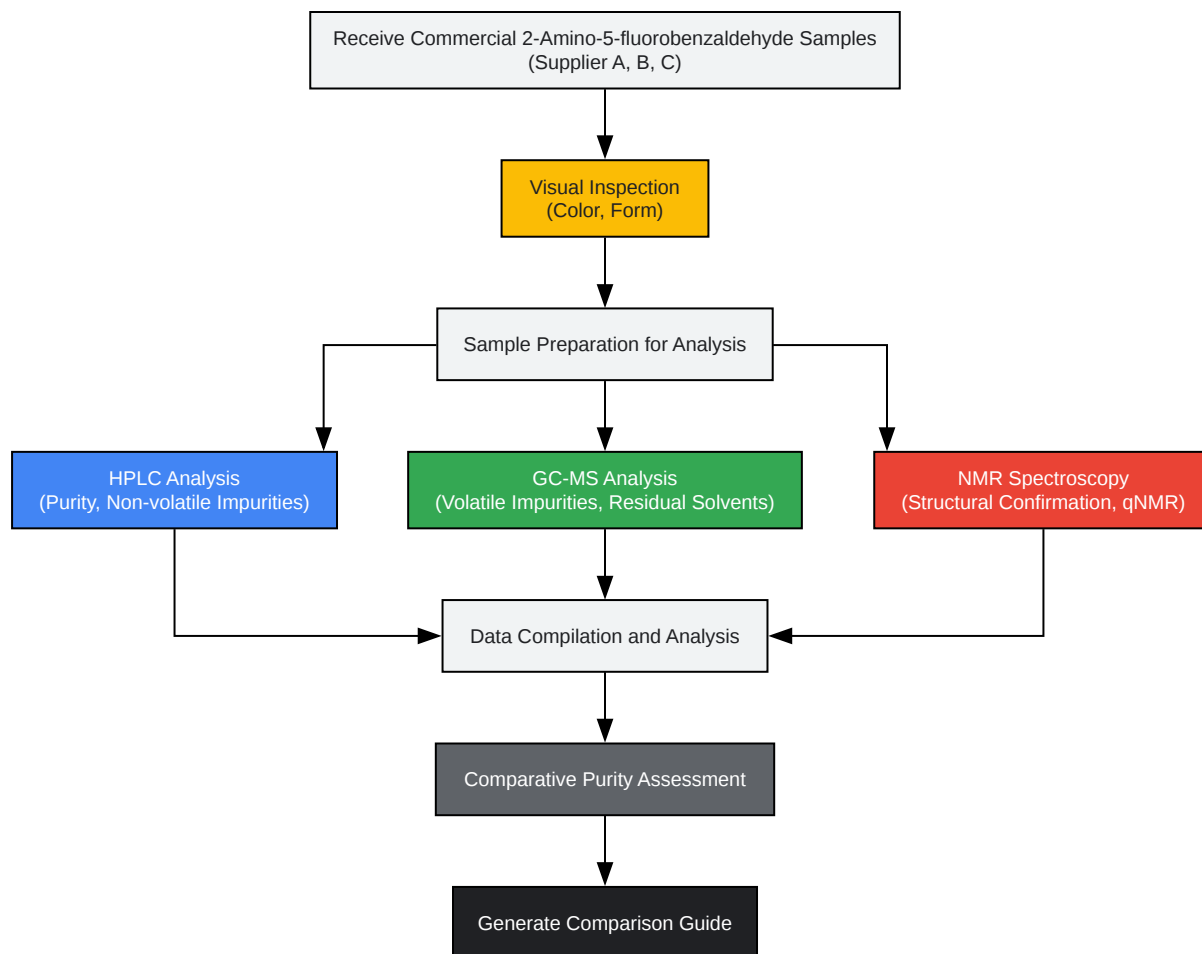 Receive Commercial 2-Amino-5-fluorobenzaldehyde Samples
(Supplier A, B, C)
Visual Inspection
(Color, Form)
Sample Preparation for Analysis
HPLC Analysis
(Purity, Non-volatile Impurities)
GC-MS Analysis
(Volatile Impurities, Residual Solvents)
NMR Spectroscopy
(Structural Confirmation, qNMR)
Data Compilation and Analysis
Comparative Purity Assessment
Generate Comparison Guide